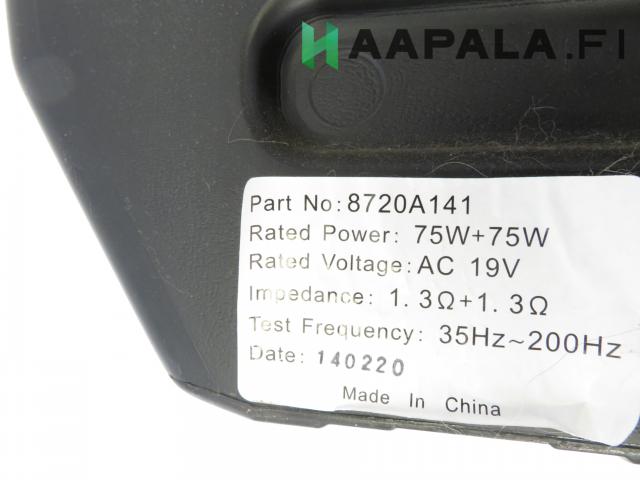 HAAPALA.FI
Part No:8720A141
Rated Power: 75W+75W
Rated Voltage:AC 19V
Impedance: 1.3Ω+1.3Ω
Test Frequency: 35Hz~200Hz
Date: 140220
Made In China